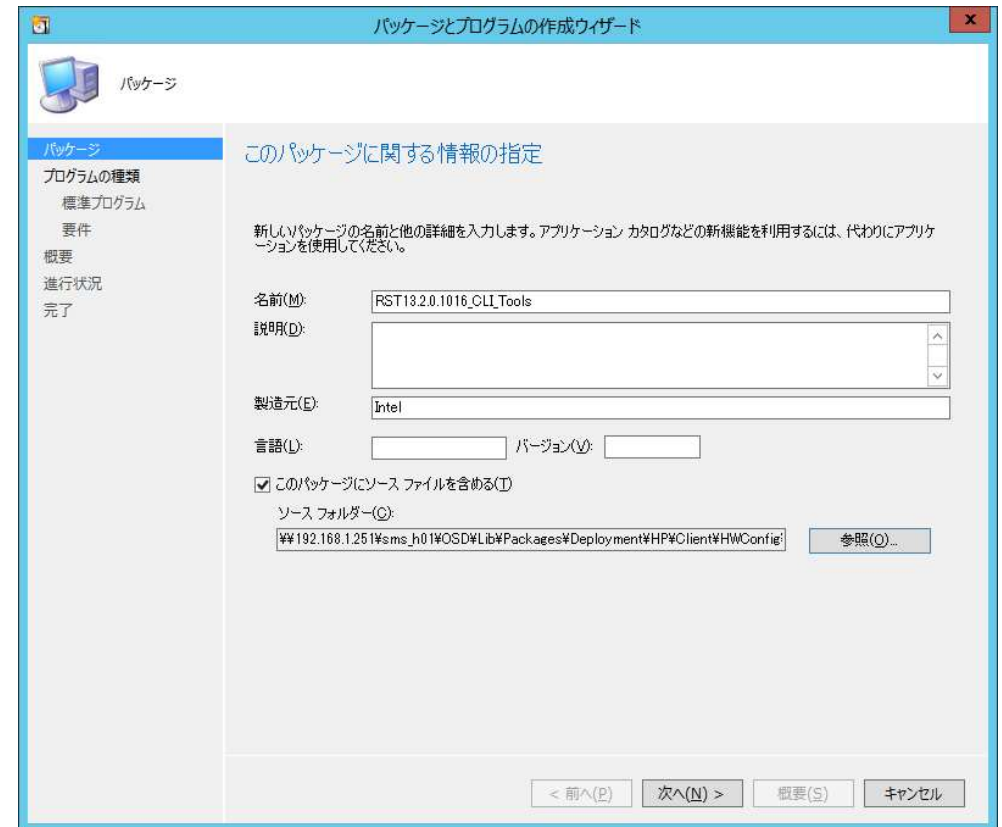 パッケージとプログラムの作成ウィザード
x
パッケージ
パッケージ
プログラムの種類
標準プログラム
要件
概要
進行状況
完了
このパッケージに関する情報の指定
新しいパッケージの名前と他の詳細を入力します。アプリケーション カタログなどの新機能を利用するには、代わりにアプリケ
ーションを使用してください。
名前(M): RST13.2.0.1016_CLI_Tools
説明(D):
製造元(E): Intel
言語(L): バージョン(V):
このパッケージにソース ファイルを含める(T)
ソース フォルダー(C):
¥¥192.168.1.251¥sms_h01¥OSD¥Lib¥Packages¥Deployment¥HP¥Client¥HWConfig 参照(O)...
< 前へ(P) 次へ(N) > 概要(S) キャンセル